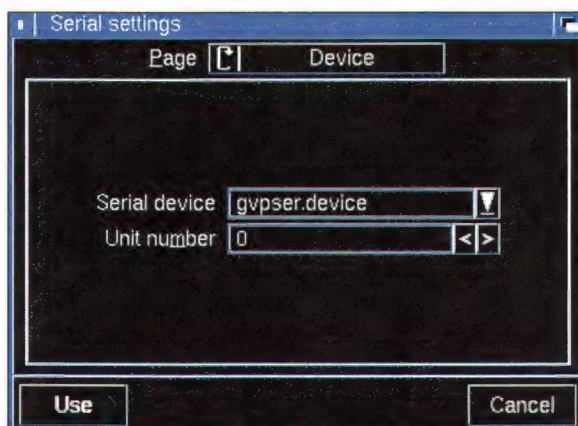 Serial settings
Page Device
Serial device gvpser.device
Unit number 0 < >
Use Cancel